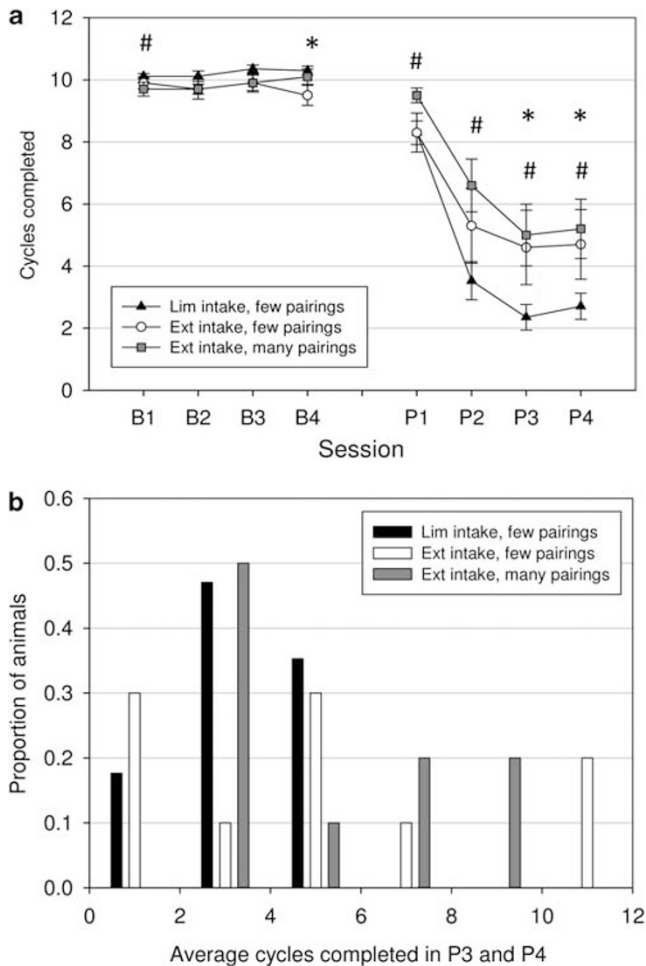 a
# * # # * *
# #
Cycles completed
12
10
8
6
4
2
0
Lim intake, few pairings
Ext intake, few pairings
Ext intake, many pairings
B1 B2 B3 B4 P1 P2 P3 P4
Session
b
Proportion of animals
0.6
0.5
0.4
0.3
0.2
0.1
0.0
Lim intake, few pairings
Ext intake, few pairings
Ext intake, many pairings
0 2 4 6 8 10 12
Average cycles completed in P3 and P4